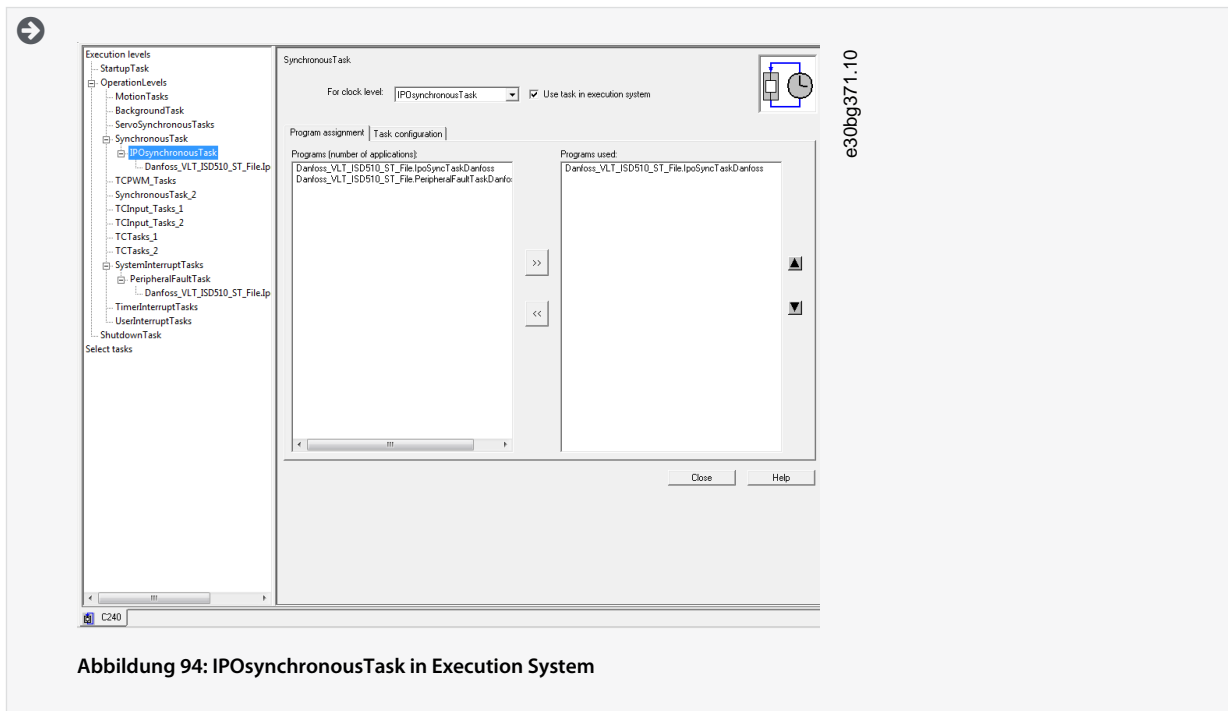 Execution levels
StartupTask
OperationLevels
MotionTasks
BackgroundTask
ServoSynchronousTasks
SynchronousTask
IPOsynchronousTask
Danfoss_VLT_ISD510_ST_File.Ip
TCPWM_Tasks
SynchronousTask_2
TCInput_Tasks_1
TCInput_Tasks_2
TCTasks_1
TCTasks_2
SystemInterruptTasks
PeripheralFaultTask
Danfoss_VLT_ISD510_ST_File.Ip
TimerInterruptTasks
UserInterruptTasks
ShutdownTask
Select tasks
C240
SynchronousTask
For clock level: IPOsynchronousTask Use task in execution system
Program assignment Task configuration
Programs (number of applications):
Danfoss_VLT_ISD510_ST_File.IpoSyncTaskDanfoss
Danfoss_VLT_ISD510_ST_File.PeripheralFaultTaskDanfo
>>
<<
Programs used:
Danfoss_VLT_ISD510_ST_File.IpoSyncTaskDanfoss
Close Help
e30bg371.10
Abbildung 94: IPOsynchronousTask in Execution System